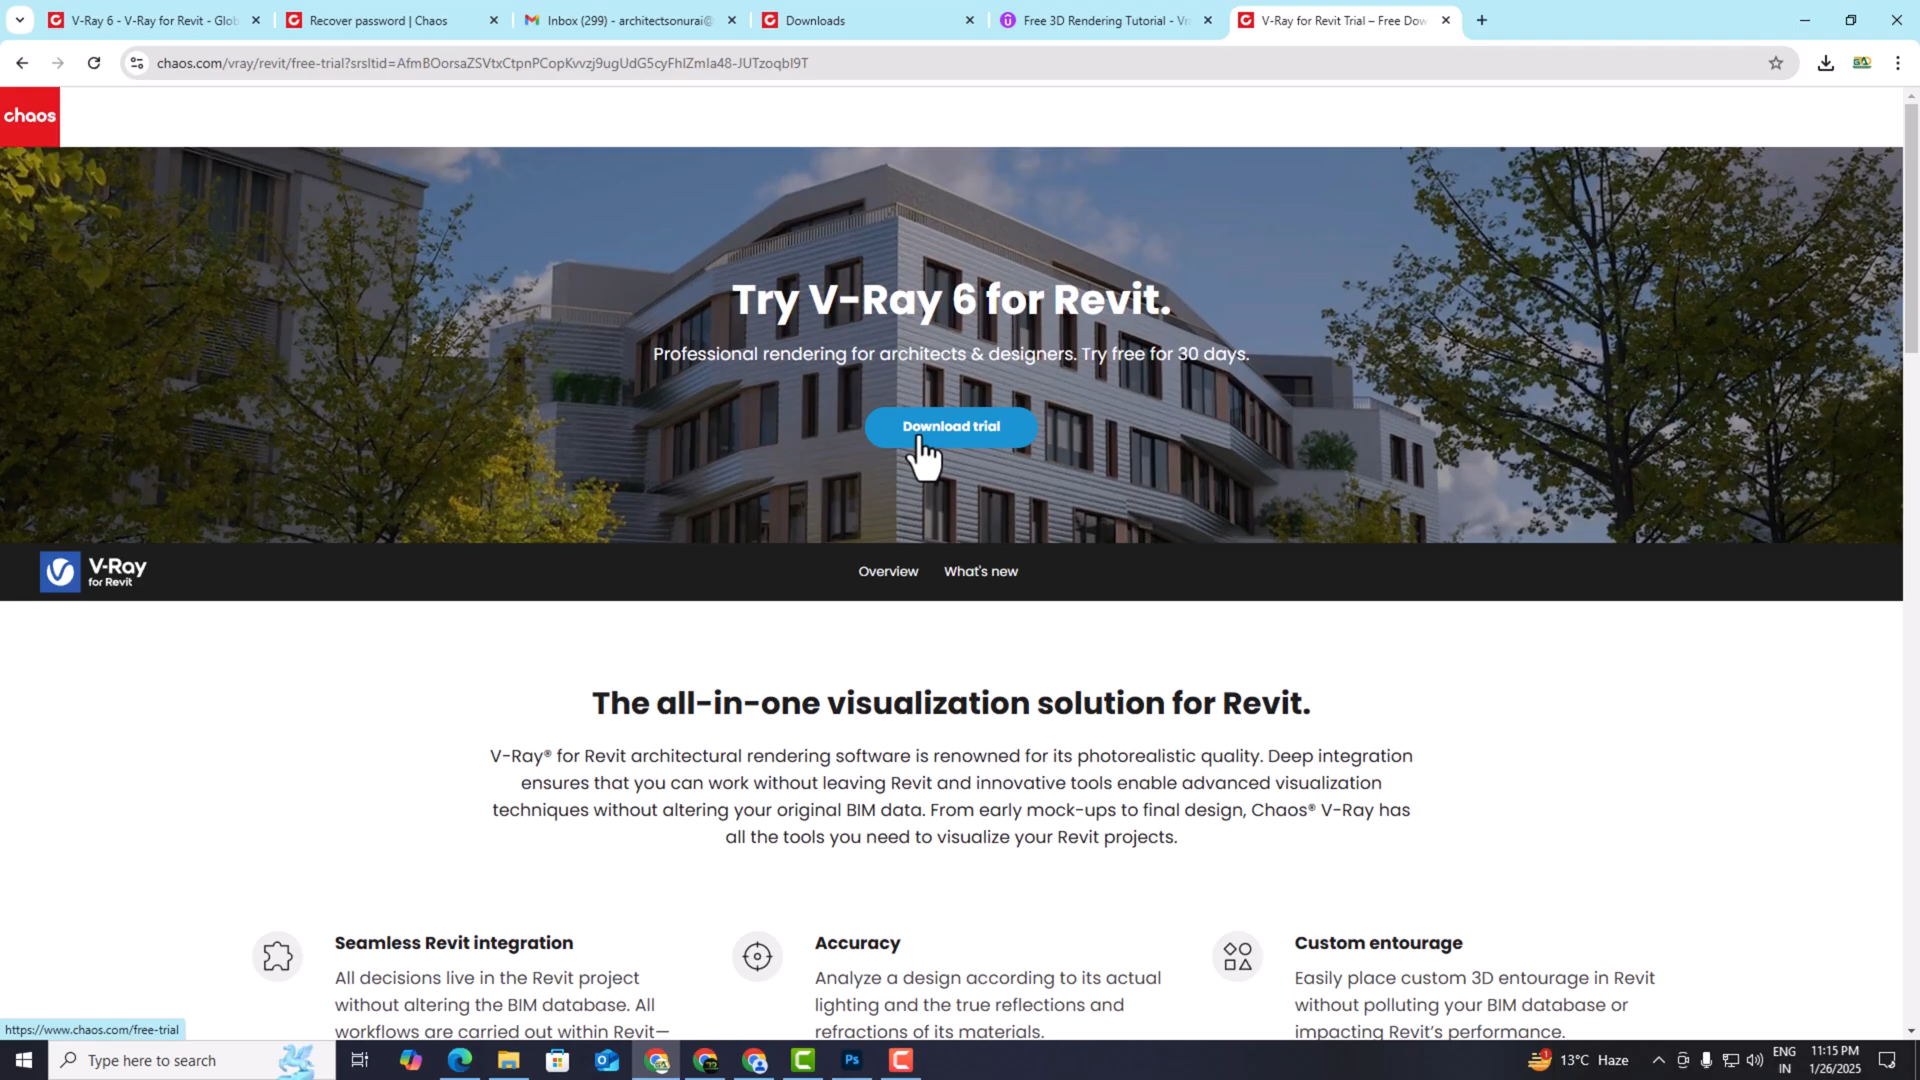 V-Ray 6 - V-Ray for Revit - Glob
Recover password | Chaos
Inbox (299) - architectsonurai@
Downloads
Free 3D Rendering Tutorial - Vr
V-Ray for Revit Trial – Free Dow
chaos.com/vray/revit/free-trial?srsltid=AfmBOorsaZSVtxCtpnPCopKvvzj9ugUdG5cyFhlZmla48-JUTzoqbI9T
chaos
Try V-Ray 6 for Revit.
Professional rendering for architects & designers. Try free for 30 days.
Download trial
V-Ray
for Revit
Overview
What's new
The all-in-one visualization solution for Revit.
V-Ray® for Revit architectural rendering software is renowned for its photorealistic quality. Deep integration
ensures that you can work without leaving Revit and innovative tools enable advanced visualization
techniques without altering your original BIM data. From early mock-ups to final design, Chaos® V-Ray has
all the tools you need to visualize your Revit projects.
Seamless Revit integration
All decisions live in the Revit project
without altering the BIM database. All
workflows are carried out within Revit—
Accuracy
Analyze a design according to its actual
lighting and the true reflections and
refractions of its materials.
Custom entourage
Easily place custom 3D entourage in Revit
without polluting your BIM database or
impacting Revit's performance.
https://www.chaos.com/free-trial
Type here to search
13°C Haze
ENG
IN
11:15 PM
1/26/2025